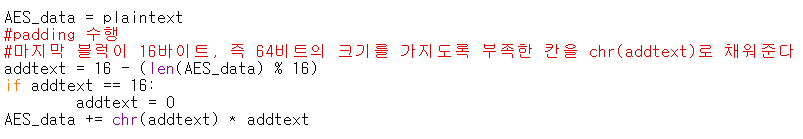 AES_data = plaintext
#padding 수행
#마지막 블럭이 16바이트, 즉 64비트의 크기를 가지도록 부족한 칸을 chr(addtext)로 채워준다
addtext = 16 - (len(AES_data) % 16)
if addtext == 16:
        addtext = 0
AES_data += chr(addtext) * addtext